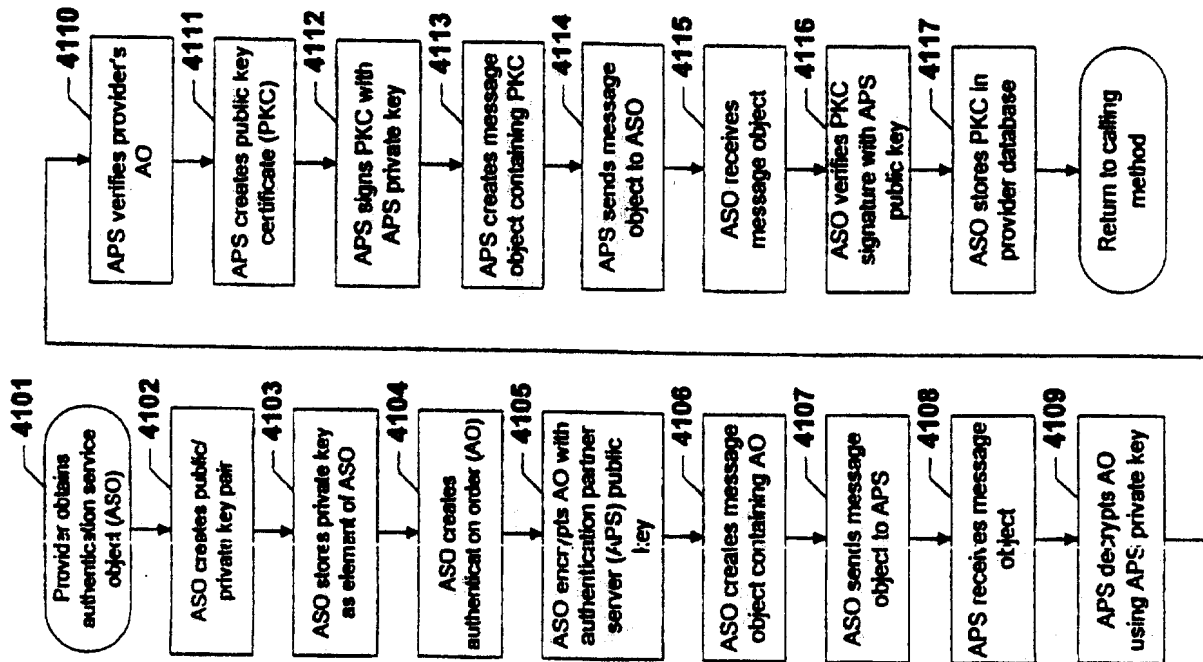 4101
Provider obtains
authentication service
object (ASO)
4102
ASO creates public/
private key pair
4103
ASO stores private key
as element of ASO
4104
ASO creates
authentication order (AO)
4105
ASO encrypts AO with
authentication partner
server (APS) public
key
4106
ASO creates message
object containing AO
4107
ASO sends message
object to APS
4108
APS receives message
object
4109
APS decrypts AO
using APS private key
4110
APS verifies provider's
AO
4111
APS creates public key
certificate (PKC)
4112
APS signs PKC with
APS private key
4113
APS creates message
object containing PKC
4114
APS sends message
object to ASO
4115
ASO receives
message object
4116
ASO verifies PKC
signature with APS
public key
4117
ASO stores PKC in
provider database
Return to calling
method